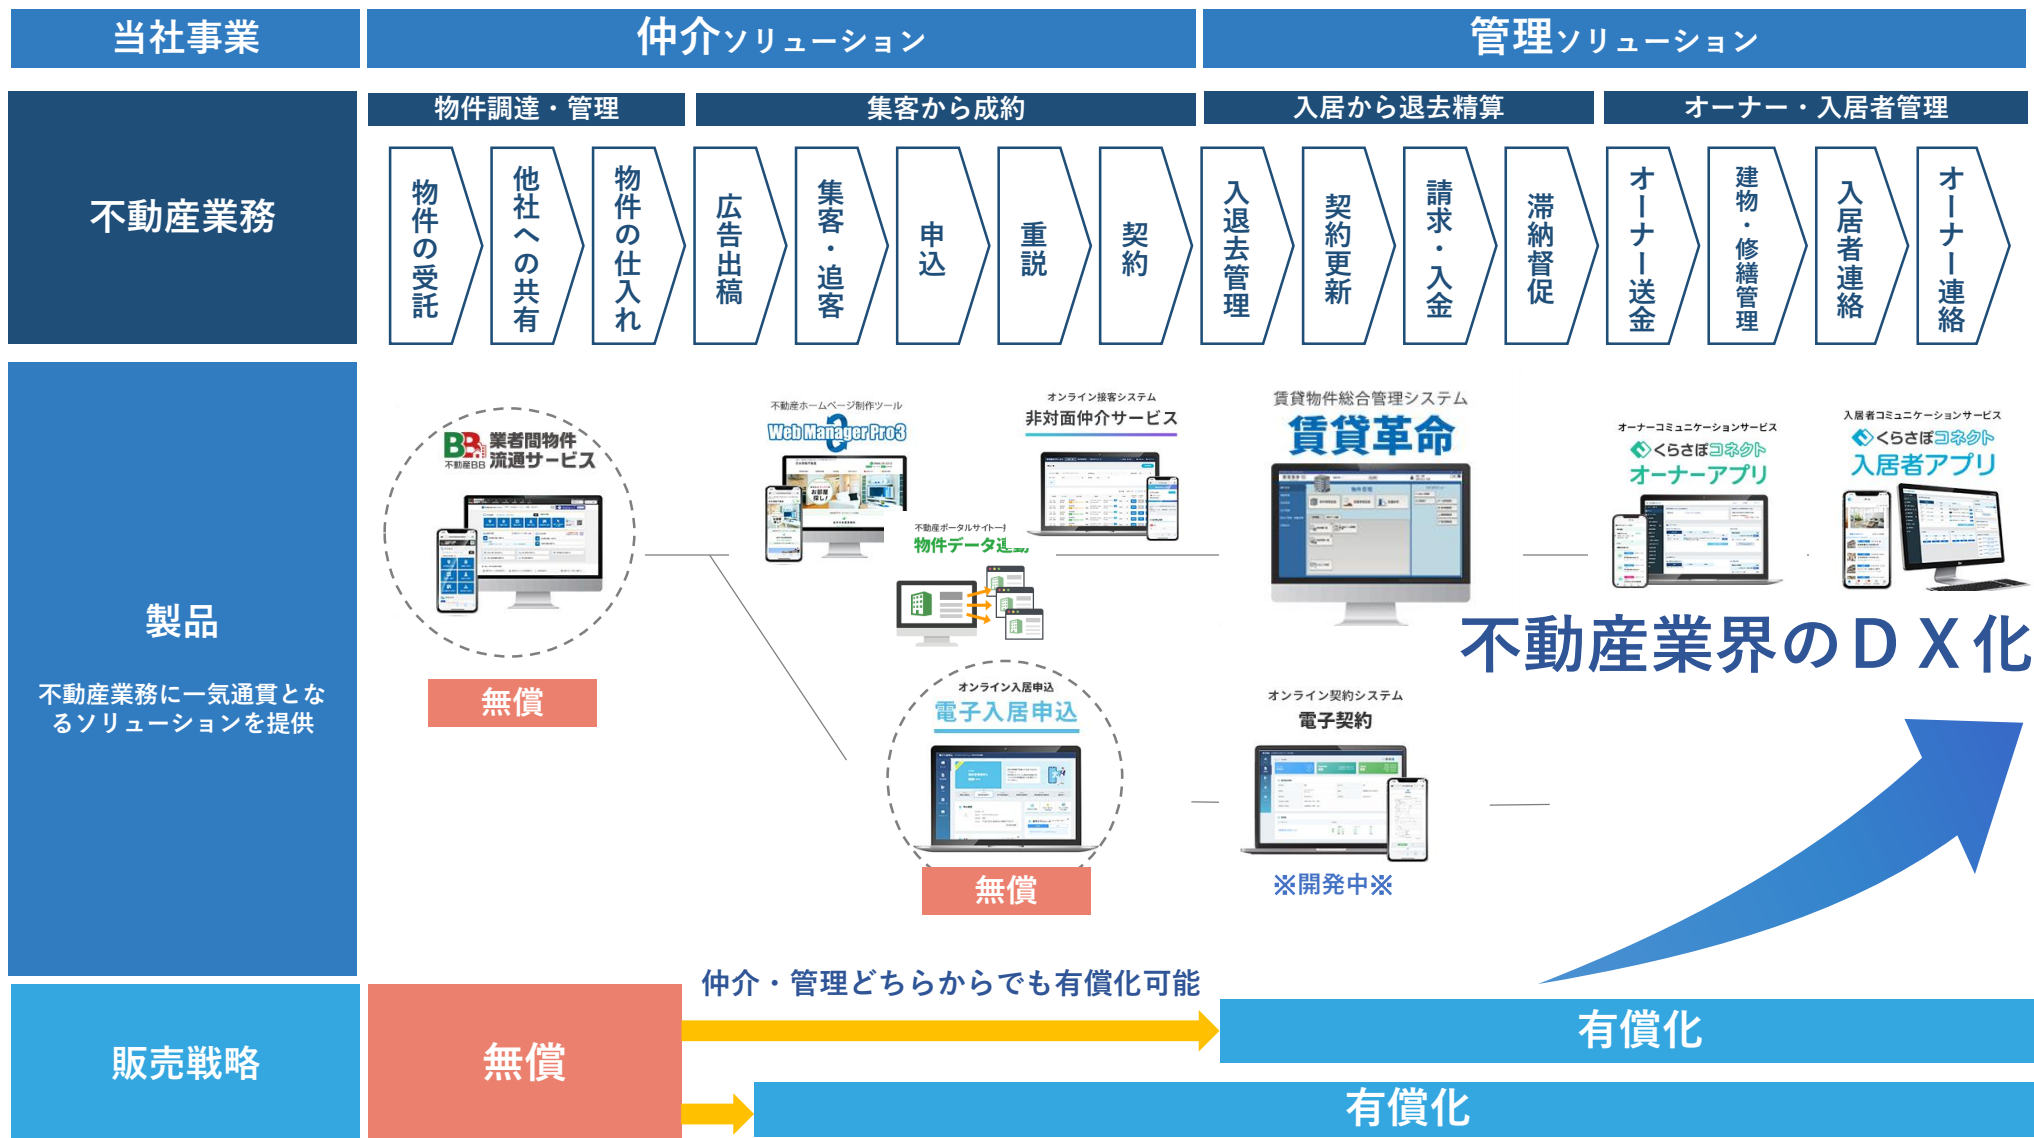 当社事業
仲介ソリューション
管理ソリューション
不動産業務
物件調達・管理
集客から成約
入居から退去精算
オーナー・入居者管理
物件の受託
他社への共有
物件の仕入れ
広告出稿
集客・追客
申込
重説
契約
入退去管理
契約更新
請求・入金
滞納督促
オーナー送金
建物・修繕管理
入居者連絡
オーナー連絡
製品
不動産業務に一気通貫とな
るソリューションを提供
BB
不動産BB
業者間物件
流通サービス
無償
不動産ホームページ制作ツール
Web Manager Pro3
お部屋
探し!
オンライン接客システム
非対面仲介サービス
不動産ポータルサイト一
物件データ連動
オンライン入居申込
電子入居申込
無償
賃貸物件総合管理システム
賃貸革命
オンライン契約システム
電子契約
※開発中※
オーナーコミュニケーションサービス
くらさぽコネクト
オーナーアプリ
入居者コミュニケーションサービス
くらさぽコネクト
入居者アプリ
不動産業界のＤＸ化
販売戦略
無償
仲介・管理どちらからでも有償化可能
有償化
有償化